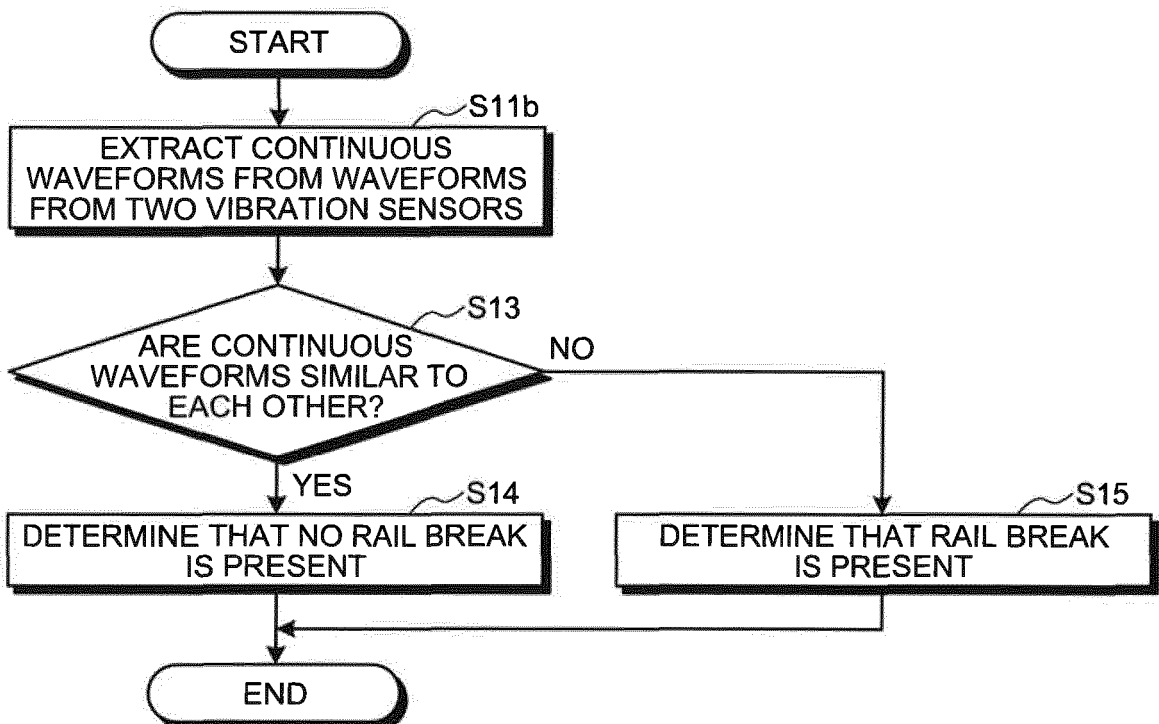 START
S11b
EXTRACT CONTINUOUS
WAVEFORMS FROM WAVEFORMS
FROM TWO VIBRATION SENSORS
S13
ARE CONTINUOUS
WAVEFORMS SIMILAR TO
EACH OTHER?
NO
YES
S14
DETERMINE THAT NO RAIL BREAK
IS PRESENT
S15
DETERMINE THAT RAIL BREAK
IS PRESENT
END